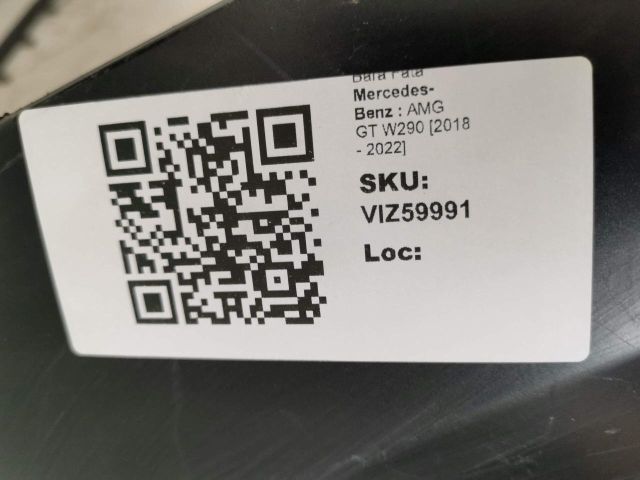 Bara Fata
Mercedes-
Benz : AMG
GT W290 [2018
- 2022]
SKU:
VIZ59991
Loc: